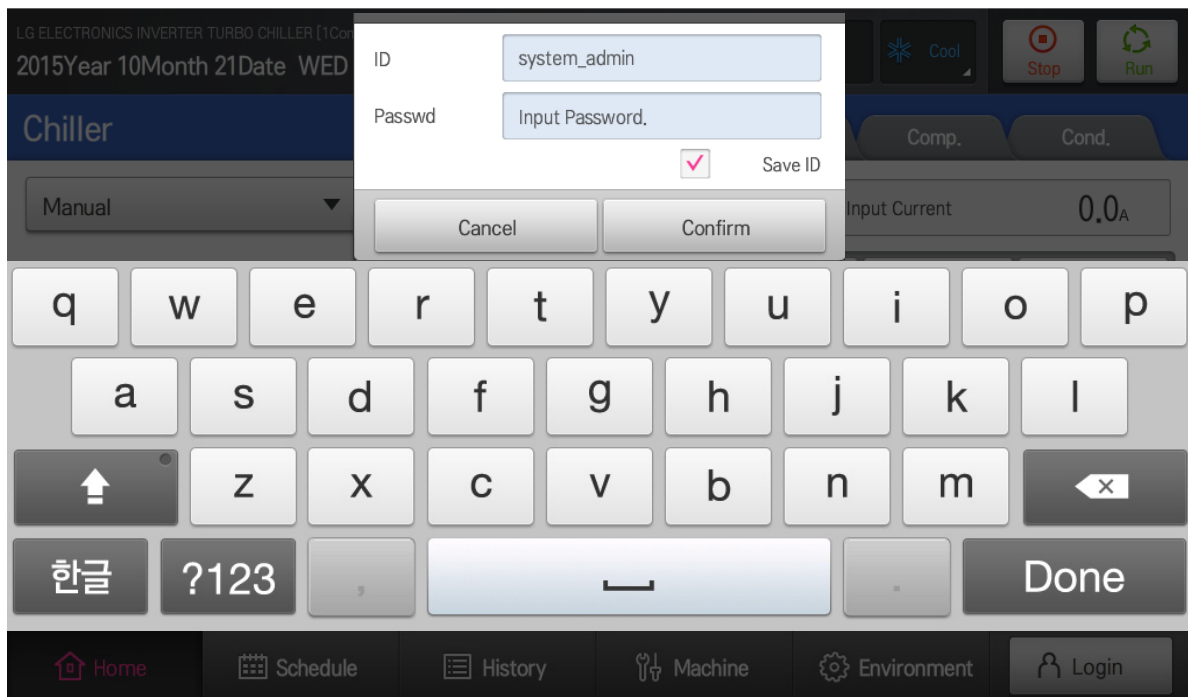 LG ELECTRONICS INVERTER TURBO CHILLER [1Con
2015Year 10Month 21Date WED
ID
system_admin
Passwd
Input Password.
Save ID
Cancel
Confirm
Cool
Stop
Run
Chiller
Comp.
Cond.
Manual
Input Current
0.0A
q w e r t y u i o p
a s d f g h j k l
z x c v b n m
한글 ?123 , . Done
Home
Schedule
History
Machine
Environment
Login